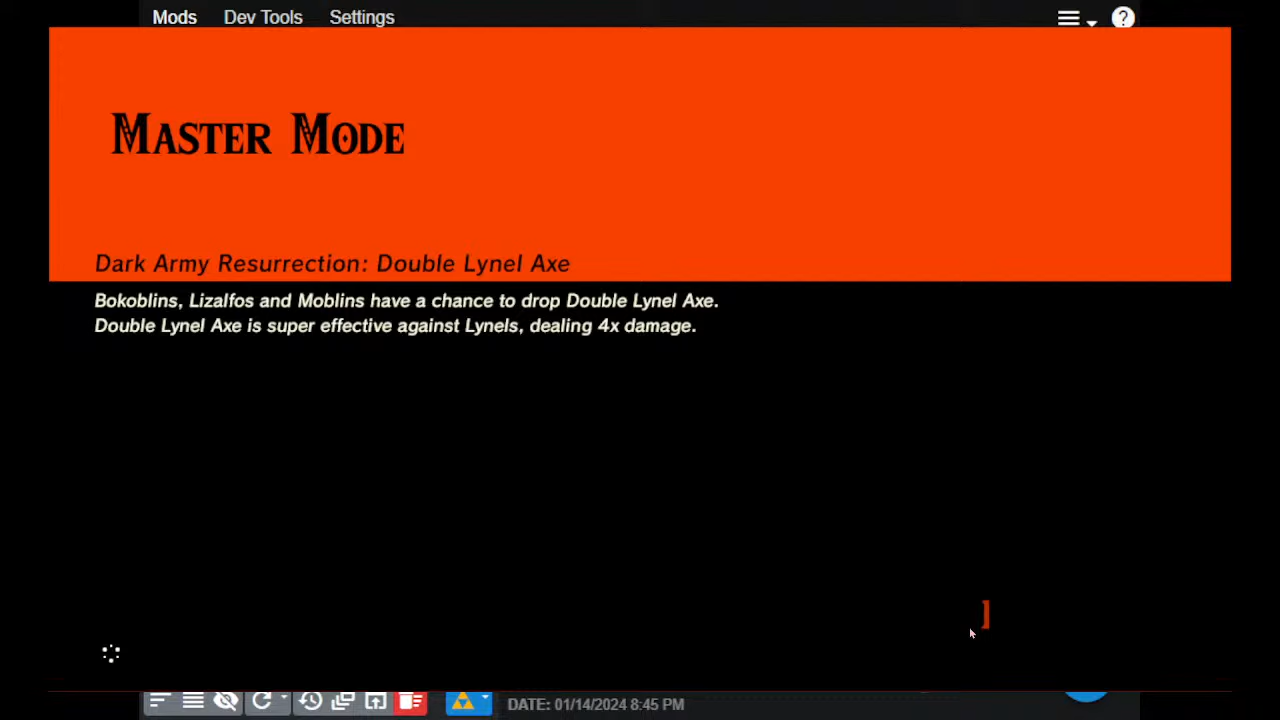 Mods Dev Tools Settings
Master Mode
Dark Army Resurrection: Double Lynel Axe
Bokoblins, Lizalfos and Moblins have a chance to drop Double Lynel Axe.
Double Lynel Axe is super effective against Lynels, dealing 4x damage.
]
DATE: 01/14/2024 8:45 PM